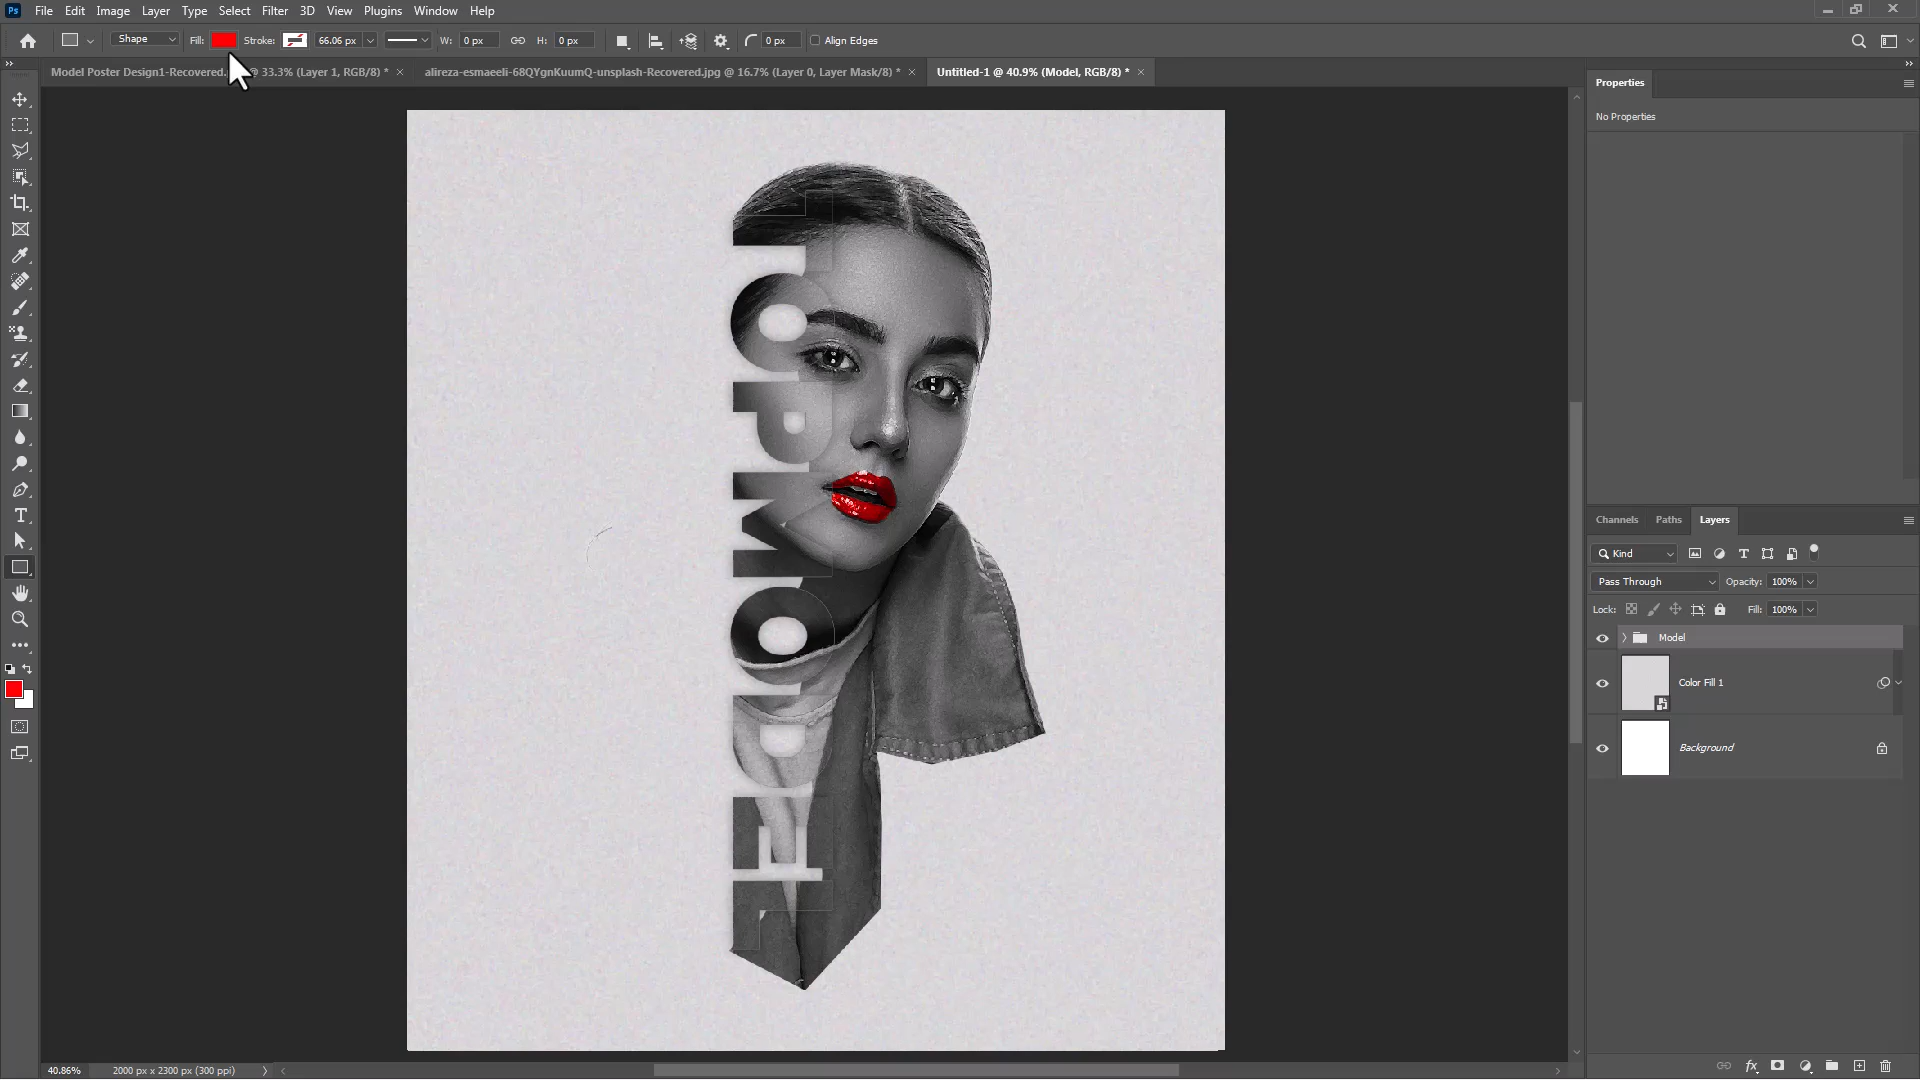 Ps File Edit Image Layer Type Select Filter 3D View Plugins Window Help
Shape Fill: Stroke: 66.06 px W: 0 px H: 0 px 0 px Align Edges
Model Poster Design1-Recovered. @ 33.3% (Layer 1, RGB/8) * × alireza-esmaeeli-68QYgnKuumQ-unsplash-Recovered.jpg @ 16.7% (Layer 0, Layer Mask/8) * × Untitled-1 @ 40.9% (Model, RGB/8) * ×
Properties
No Properties
TOPMODEL
Channels Paths Layers
Kind
Pass Through Opacity: 100%
Lock: Fill: 100%
Model
Color Fill 1
Background
40.86% 2000 px x 2300 px (300 ppi)